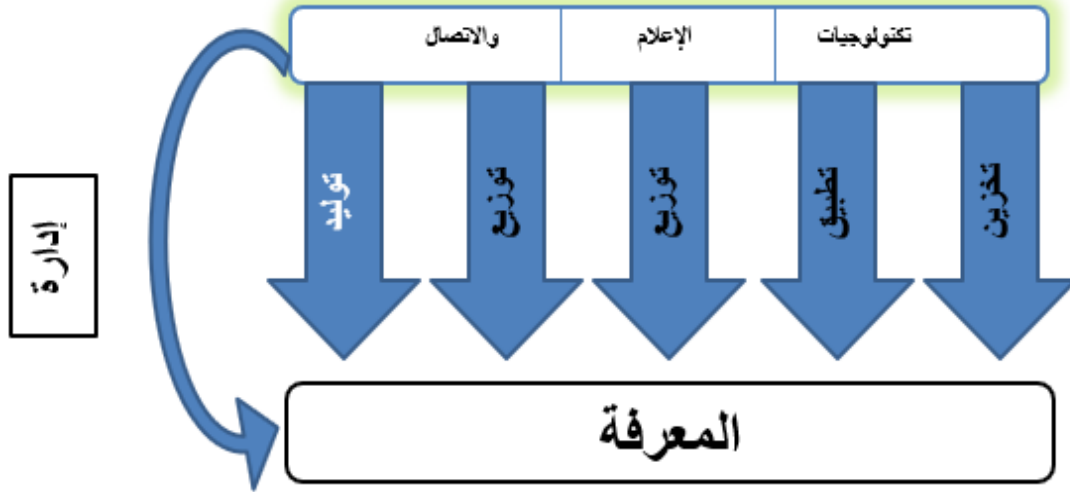 تكنولوجيات الإعلام والاتصال
تخزين
تطبيق
توزيع
توزيع
توليد
إدارة
المعرفة